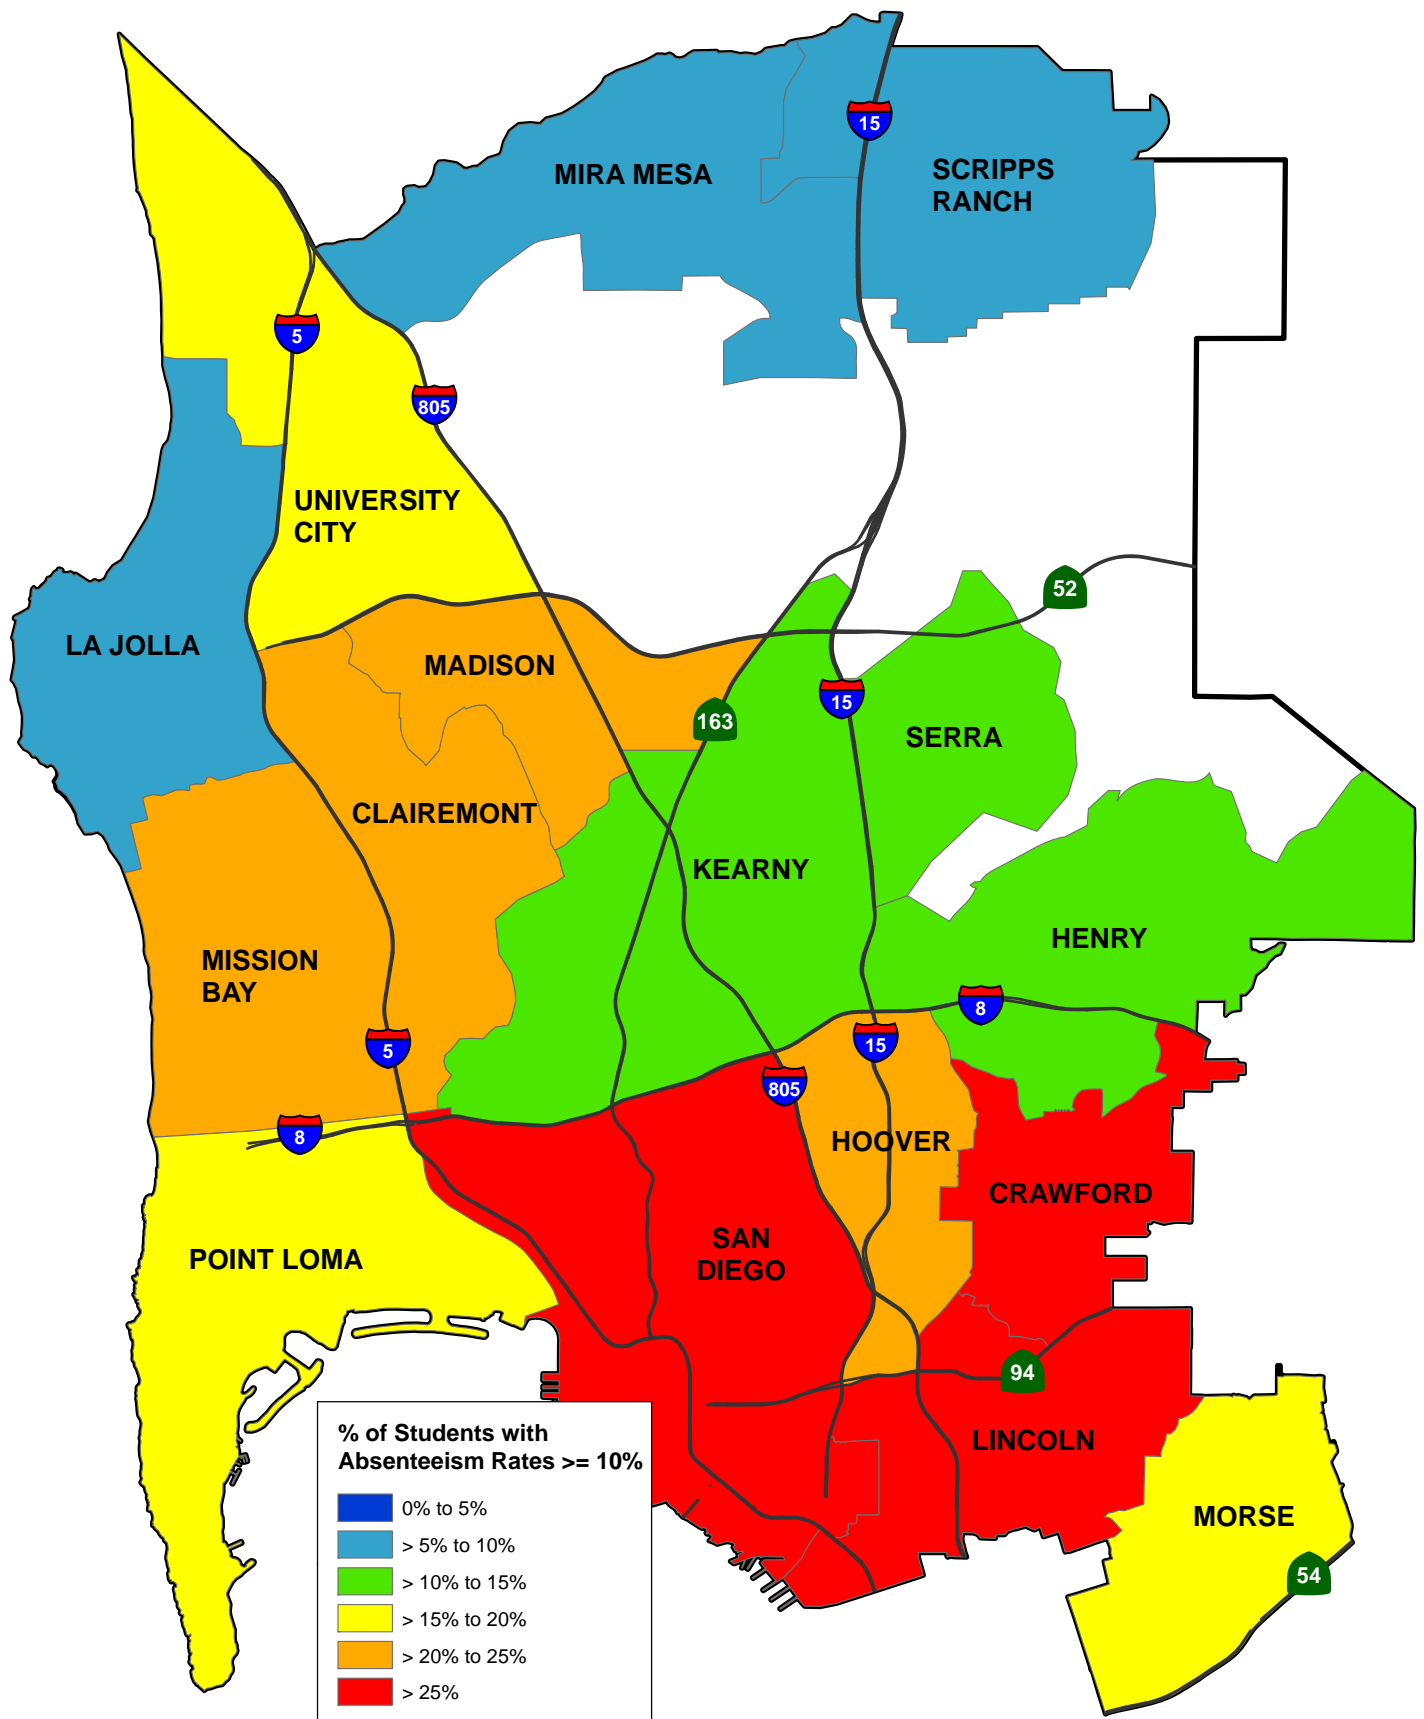 15
MIRA MESA
SCRIPPS
RANCH
5
805
UNIVERSITY
CITY
52
LA JOLLA
MADISON
163
15
SERRA
CLAIREMONT
KEARNY
HENRY
MISSION
BAY
8
5
15
805
8
HOOVER
CRAWFORD
SAN
DIEGO
POINT LOMA
94
LINCOLN
MORSE
54
% of Students with
Absenteeism Rates >= 10%
0% to 5%
> 5% to 10%
> 10% to 15%
> 15% to 20%
> 20% to 25%
> 25%